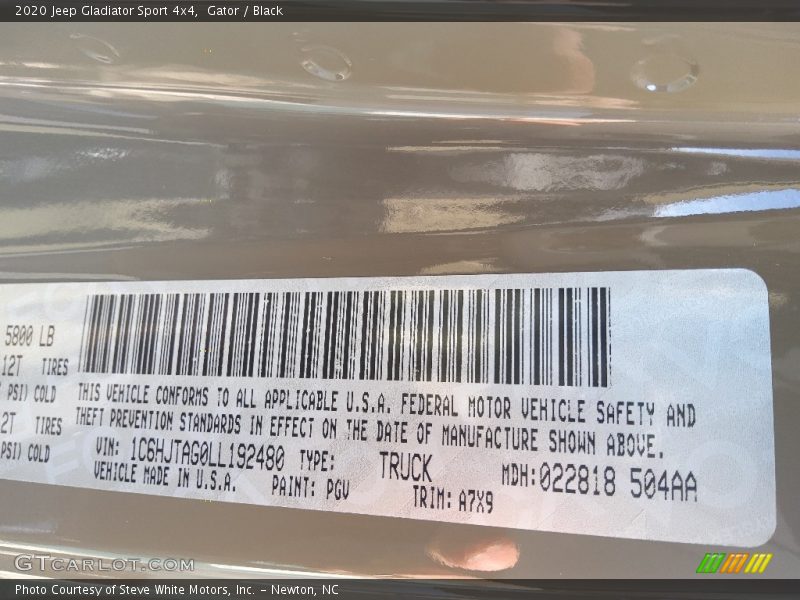 2020 Jeep Gladiator Sport 4x4, Gator / Black
5800 LB
12T TIRES
PSI) COLD
2T TIRES
PSI) COLD
THIS VEHICLE CONFORMS TO ALL APPLICABLE U.S.A. FEDERAL MOTOR VEHICLE SAFETY AND
THEFT PREVENTION STANDARDS IN EFFECT ON THE DATE OF MANUFACTURE SHOWN ABOVE.
VIN: 1C6HJTAG0LL192480 TYPE: TRUCK MDH:022818 504AA
VEHICLE MADE IN U.S.A. PAINT: PGV TRIM: A7X9
GTCARLOT.COM
Photo Courtesy of Steve White Motors, Inc. – Newton, NC